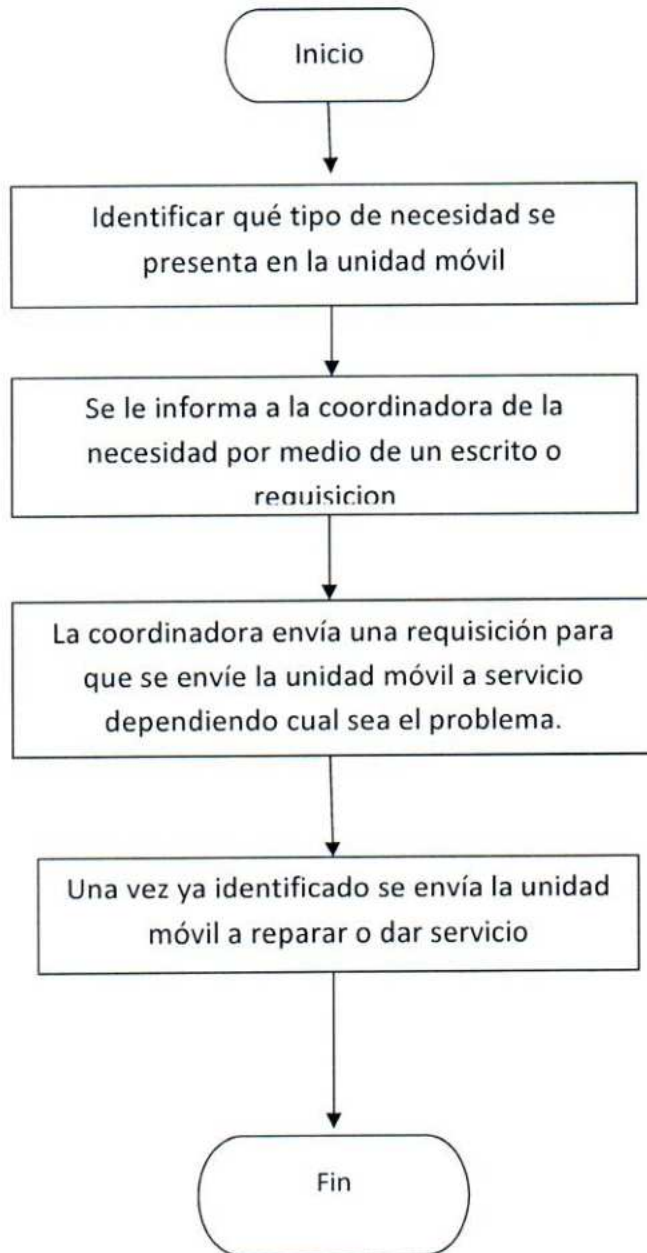 Inicio
Identificar qué tipo de necesidad se
presenta en la unidad móvil
Se le informa a la coordinadora de la
necesidad por medio de un escrito o
requisicion
La coordinadora envía una requisición para
que se envíe la unidad móvil a servicio
dependiendo cual sea el problema.
Una vez ya identificado se envía la unidad
móvil a reparar o dar servicio
Fin